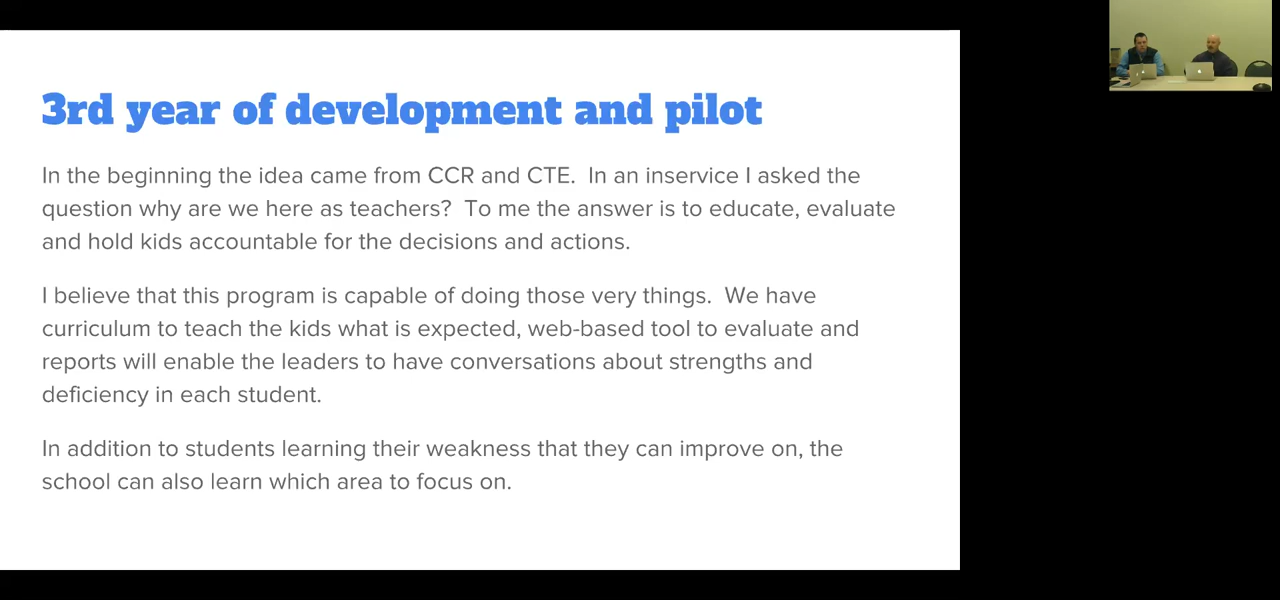 3rd year of development and pilot
In the beginning the idea came from CCR and CTE.  In an inservice I asked the
question why are we here as teachers?  To me the answer is to educate, evaluate
and hold kids accountable for the decisions and actions.
I believe that this program is capable of doing those very things.  We have
curriculum to teach the kids what is expected, web-based tool to evaluate and
reports will enable the leaders to have conversations about strengths and
deficiency in each student.
In addition to students learning their weakness that they can improve on, the
school can also learn which area to focus on.